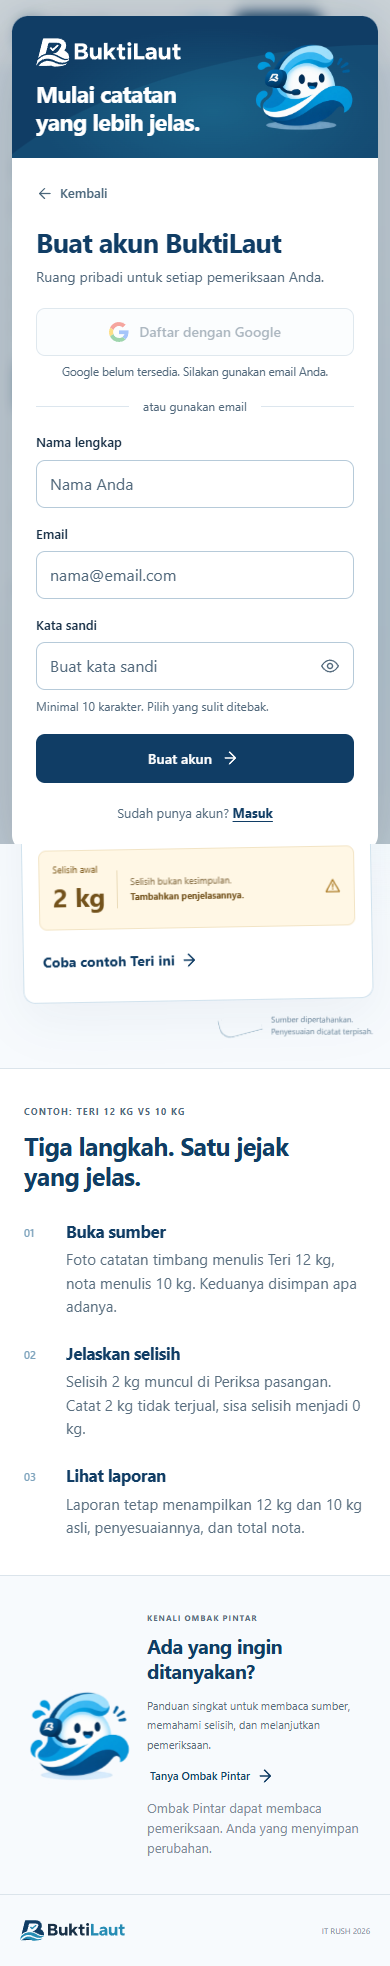 BuktiLaut
Mulai catatan
yang lebih jelas.
Kembali
Buat akun BuktiLaut
Ruang pribadi untuk setiap pemeriksaan Anda.
Daftar dengan Google
Google belum tersedia. Silakan gunakan email Anda.
atau gunakan email
Nama lengkap
Nama Anda
Email
nama@email.com
Kata sandi
Buat kata sandi
Minimal 10 karakter. Pilih yang sulit ditebak.
Buat akun
Sudah punya akun? Masuk
Selisih awal
2 kg
Selisih bukan kesimpulan.
Tambahkan penjelasannya.
Coba contoh Teri ini
Sumber dipertahankan.
Penyesuaian dicatat terpisah.
CONTOH: TERI 12 KG VS 10 KG
Tiga langkah. Satu jejak
yang jelas.
01
Buka sumber
Foto catatan timbang menulis Teri 12 kg,
nota menulis 10 kg. Keduanya disimpan apa
adanya.
02
Jelaskan selisih
Selisih 2 kg muncul di Periksa pasangan.
Catat 2 kg tidak terjual, sisa selisih menjadi 0
kg.
03
Lihat laporan
Laporan tetap menampilkan 12 kg dan 10 kg
asli, penyesuaiannya, dan total nota.
KENALI OMBAK PINTAR
Ada yang ingin
ditanyakan?
Panduan singkat untuk membaca sumber,
memahami selisih, dan melanjutkan
pemeriksaan.
Tanya Ombak Pintar
Ombak Pintar dapat membaca
pemeriksaan. Anda yang menyimpan
perubahan.
BuktiLaut
IT RUSH 2026